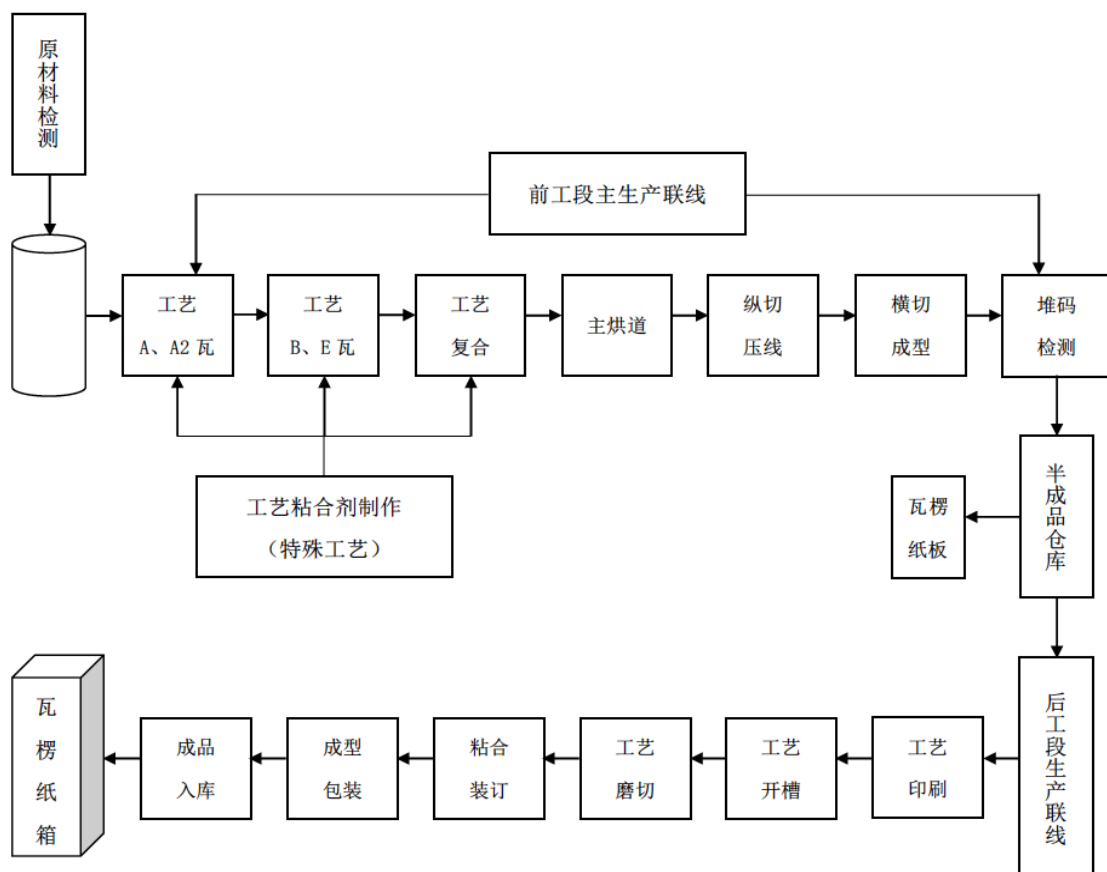 原材料检测
前工段主生产联线
工艺
A、A2 瓦
工艺
B、E 瓦
工艺
复合
主烘道
纵切
压线
横切
成型
堆码
检测
工艺粘合剂制作
（特殊工艺）
瓦楞
纸板
半成品仓库
后工段生产联线
工艺
印刷
工艺
开槽
工艺
磨切
粘合
装订
成型
包装
成品
入库
瓦楞纸箱